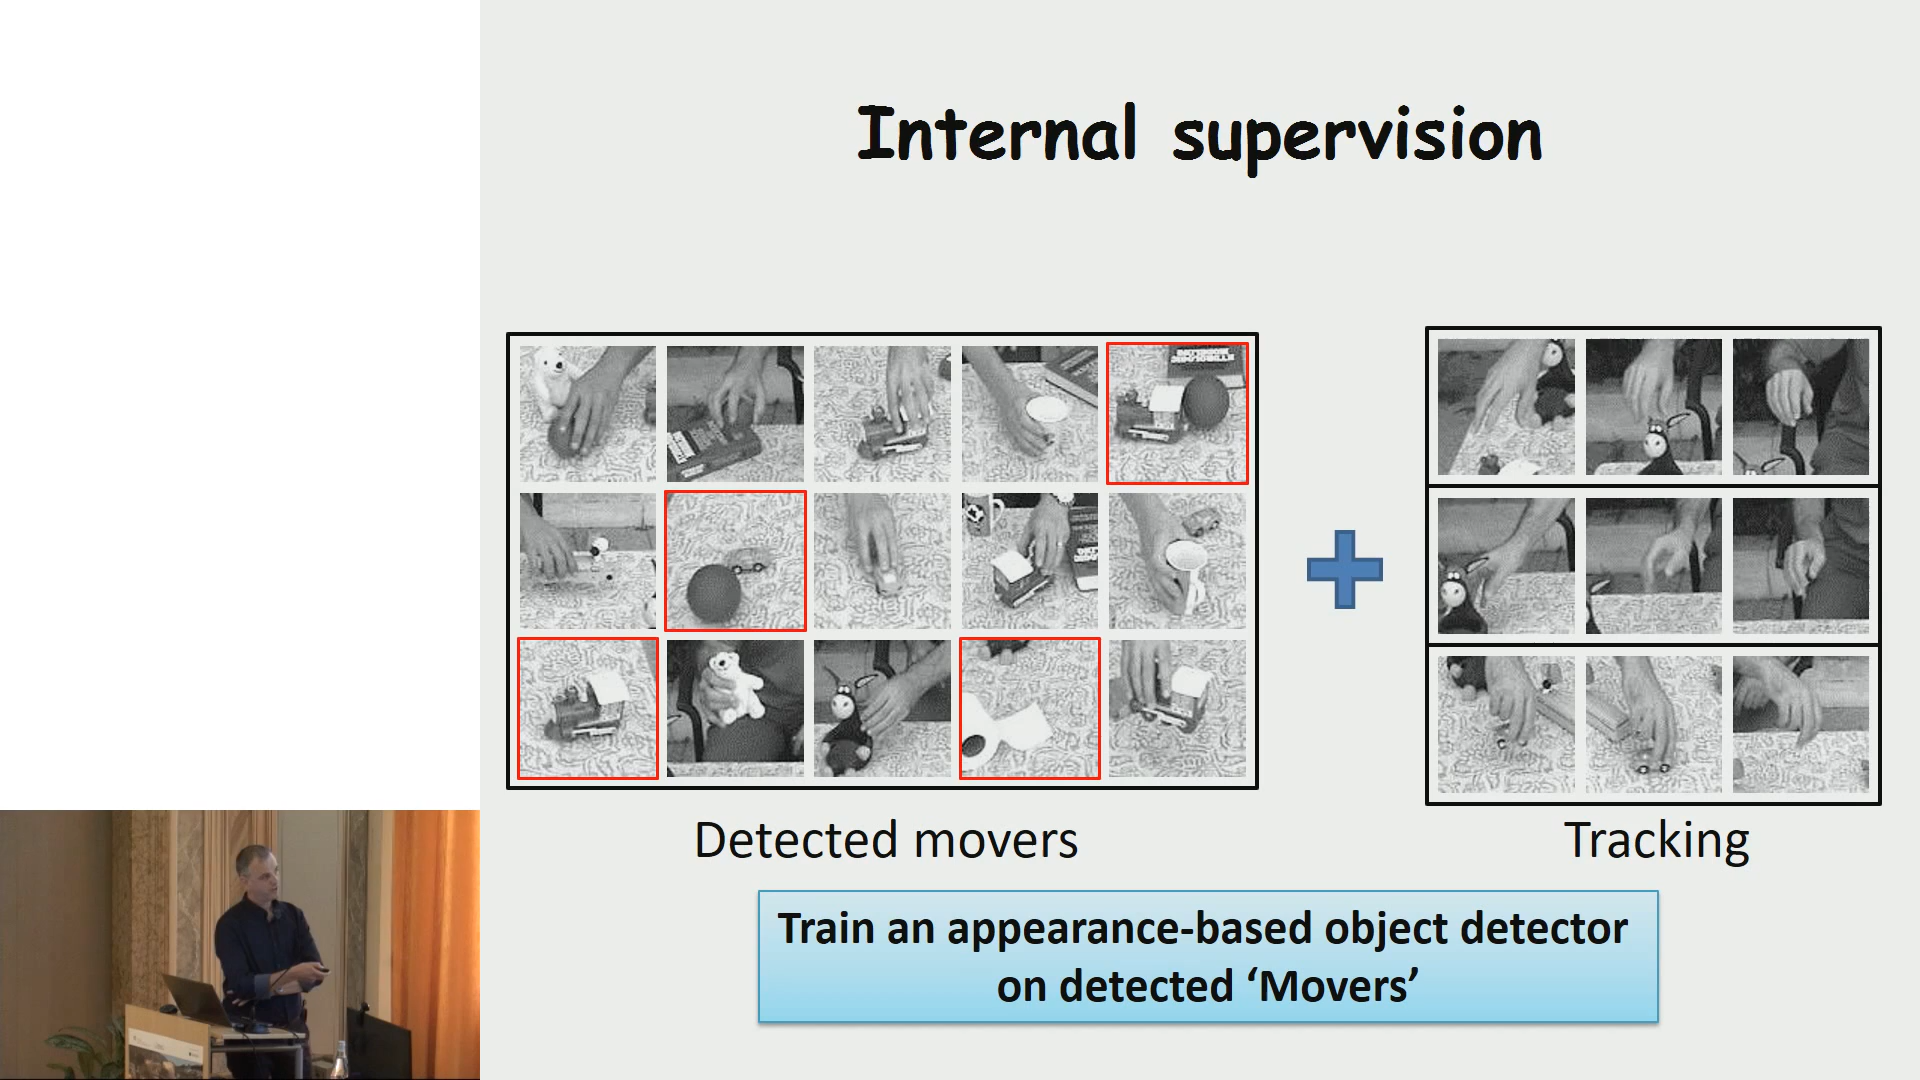 Internal supervision
Detected movers
Tracking
Train an appearance-based object detector
on detected ‘Movers’